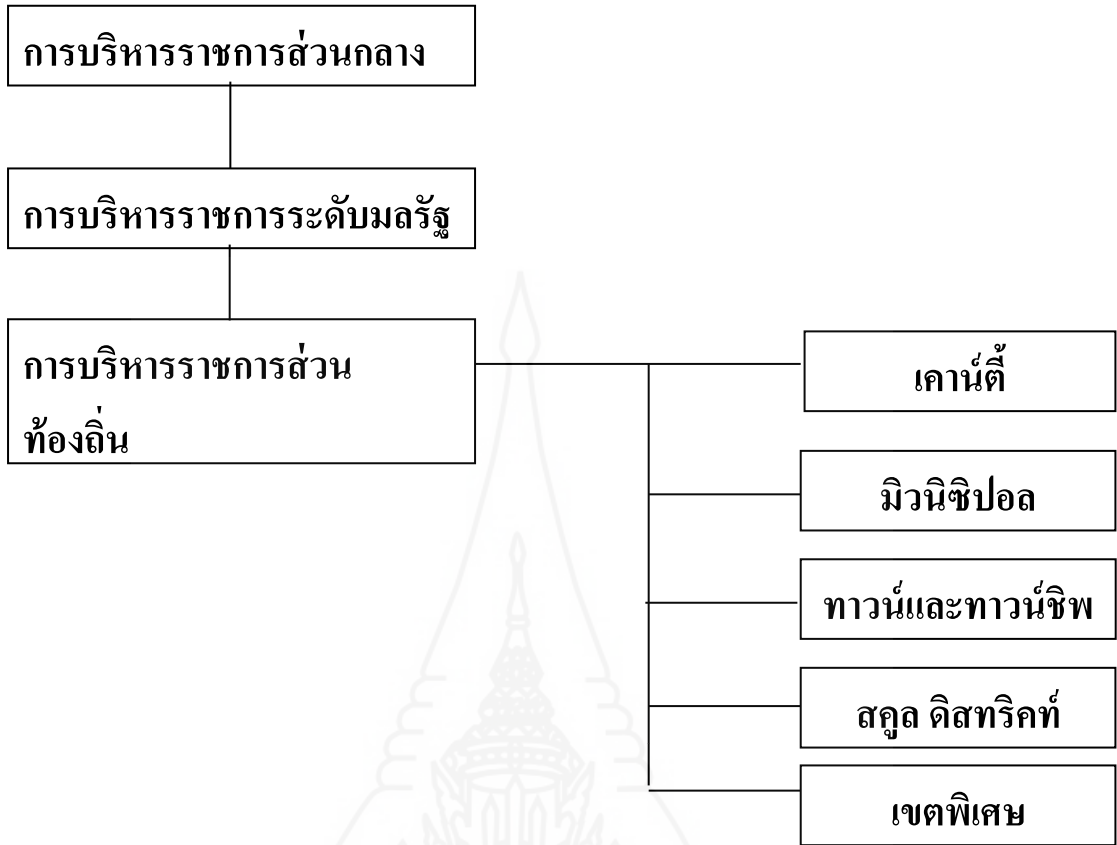 การบริหารราชการส่วนกลาง
การบริหารราชการระดับมลรัฐ
การบริหารราชการส่วน
ท้องถิ่น
เคาน์ตี้
มิวนิซิปอล
ทาวน์และทาวน์ชิพ
สคูล ดิสทริคท์
เขตพิเศษ